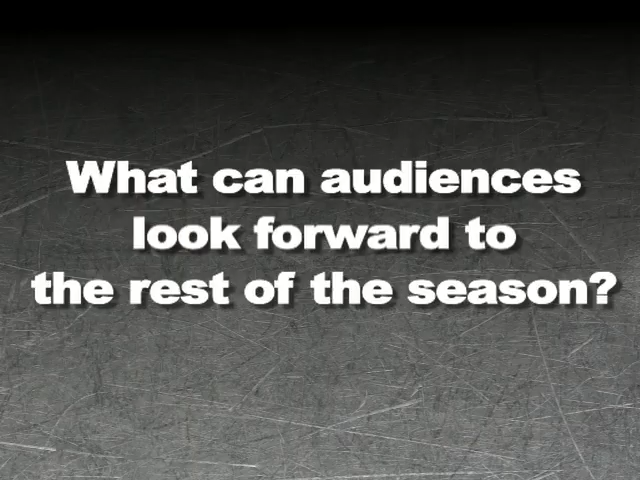 What can audiences
look forward to
the rest of the season?